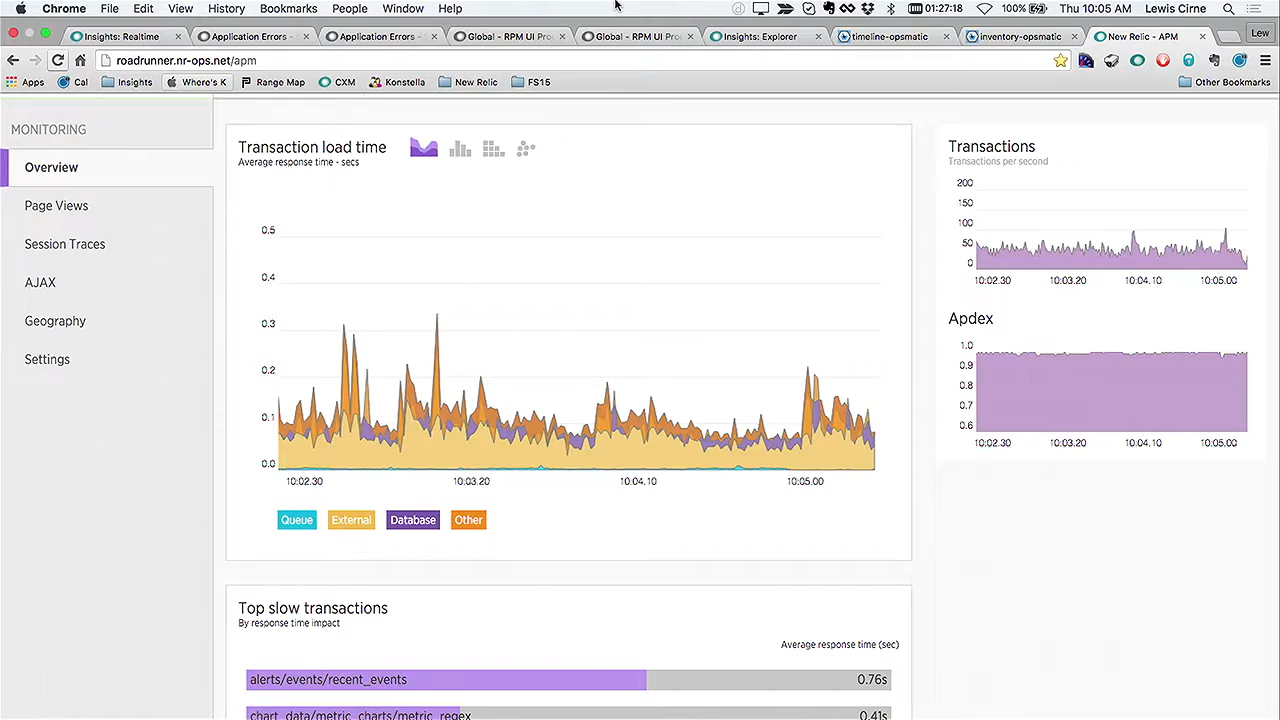 Chrome File Edit View History Bookmarks People Window Help 01:27:18 100% Thu 10:05 AM Lewis Cirne
Insights: Realtime Application Errors - Application Errors - Global - RPM UI Pro Global - RPM UI Pro Insights: Explorer timeline-opsmatic inventory-opsmatic New Relic - APM Lew
roadrunner.nr-ops.net/apm
Apps Cal Insights Where's K Range Map CXM Konstella New Relic FS15 Other Bookmarks
MONITORING
Overview
Page Views
Session Traces
AJAX
Geography
Settings
Transaction load time
Average response time - secs
0.5
0.4
0.3
0.2
0.1
0.0
10:02.30 10:03.20 10:04.10 10:05.00
Queue External Database Other
Top slow transactions
By response time impact
Average response time (sec)
alerts/events/recent_events 0.76s
chart_data/metric_charts/metric_regex 0.41s
Transactions
Transactions per second
200
150
100
50
0
10:02.30 10:03.20 10:04.10 10:05.00
Apdex
1.0
0.9
0.8
0.7
0.6
10:02.30 10:03.20 10:04.10 10:05.00